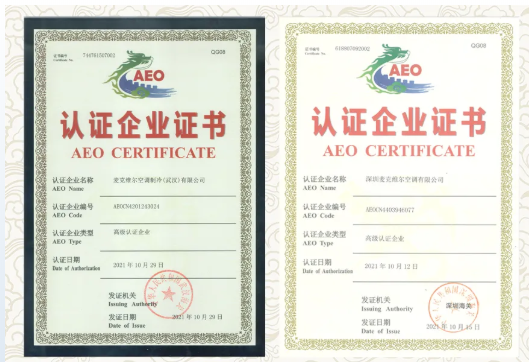 证书编号
Certificate No.
744761507001
QG09
AEO
认证企业证书
AEO CERTIFICATE
认证企业名称
AEO Name
麦克维尔空调制冷(武汉)有限公司
认证企业编号
AEO Code
AEOCN4201243024
认证企业类型
AEO Type
高级认证企业
认证日期
Date of Authorization
2021 年 10 月 29 日
发证机关
Issuing Authority
发证日期
Date of Issue
2021 年 10 月 29 日
证书编号
Certificate No.
QG09
AEO
认证企业证书
AEO CERTIFICATE
认证企业名称
AEO Name
深圳麦克维尔空调有限公司
认证企业编号
AEO Code
认证企业类型
AEO Type
高级认证企业
认证日期
Date of Authorization
2021 年 10 月 12 日
发证机关
Issuing Authority
深圳海关
发证日期
Date of Issue
2021 年 10 月 15 日